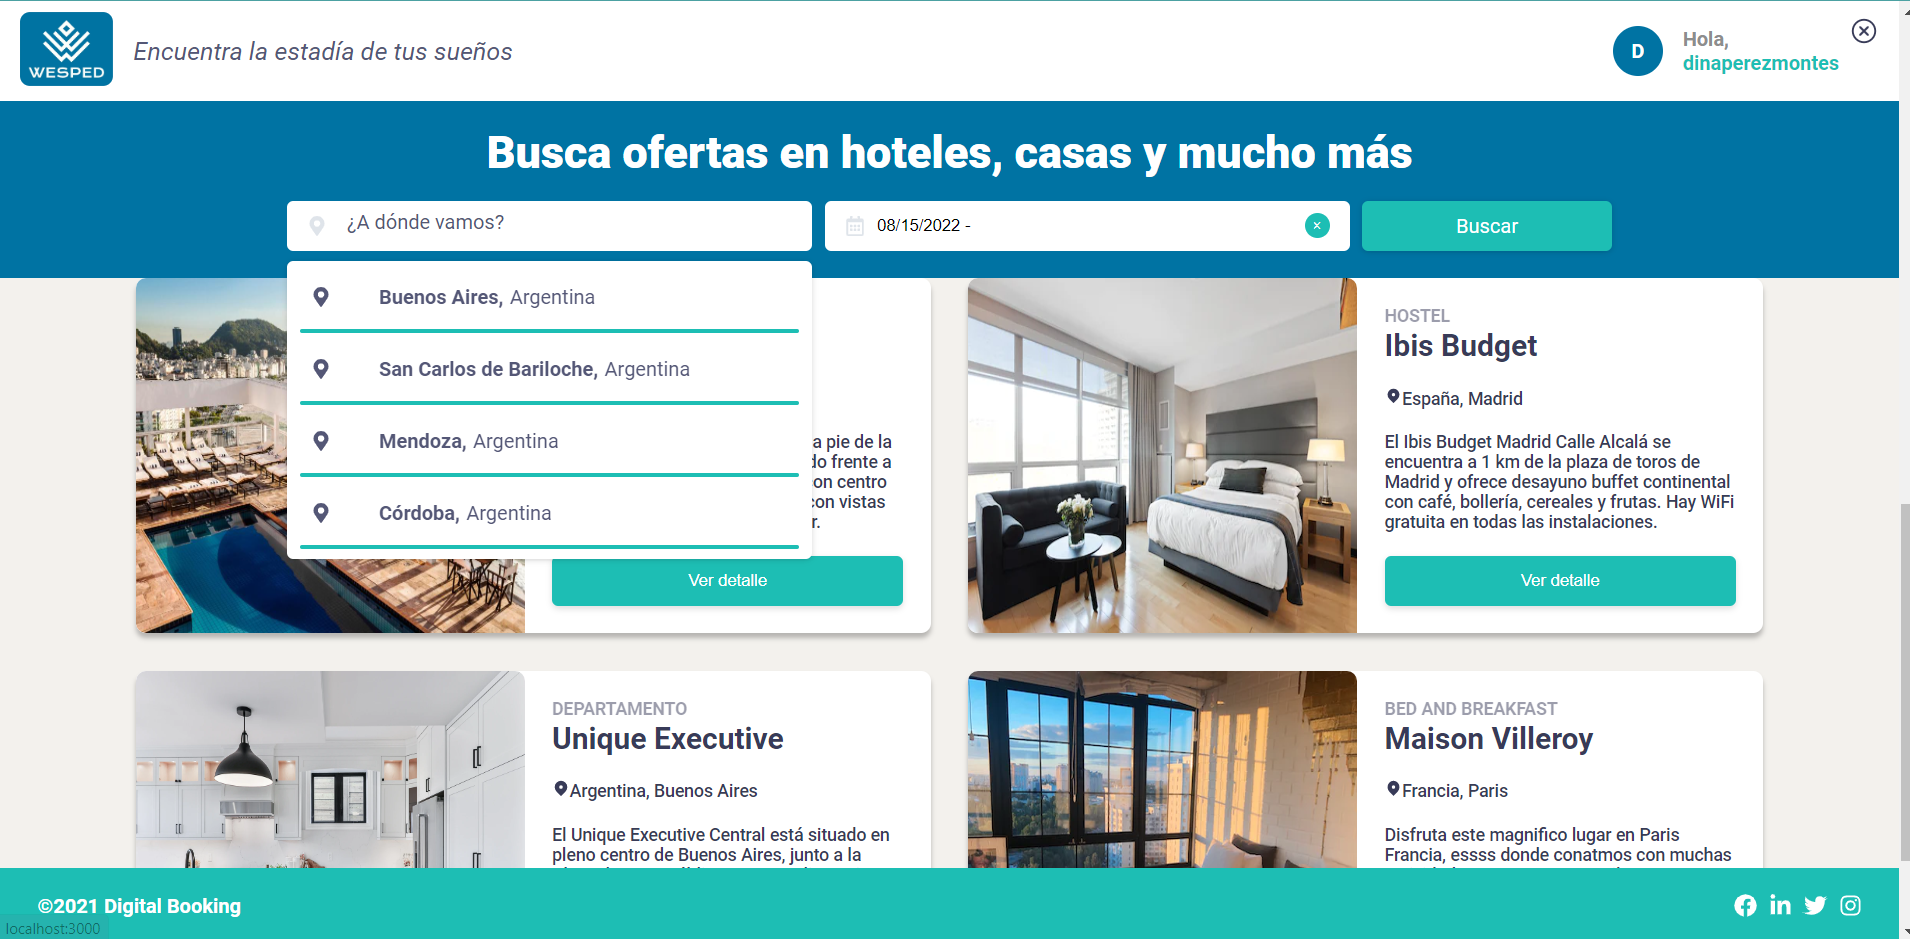 WESPED
Encuentra la estadía de tus sueños
D
Hola,
dinaperezmontes
Busca ofertas en hoteles, casas y mucho más
¿A dónde vamos?
08/15/2022 -
Buscar
Buenos Aires, Argentina
San Carlos de Bariloche, Argentina
Mendoza, Argentina
Córdoba, Argentina
a pie de la
do frente a
on centro
con vistas
r.
Ver detalle
HOSTEL
Ibis Budget
España, Madrid
El Ibis Budget Madrid Calle Alcalá se
encuentra a 1 km de la plaza de toros de
Madrid y ofrece desayuno buffet continental
con café, bollería, cereales y frutas. Hay WiFi
gratuita en todas las instalaciones.
Ver detalle
DEPARTAMENTO
Unique Executive
Argentina, Buenos Aires
El Unique Executive Central está situado en
pleno centro de Buenos Aires, junto a la
BED AND BREAKFAST
Maison Villeroy
Francia, Paris
Disfruta este magnifico lugar en Paris
Francia, essss donde conatmos con muchas
©2021 Digital Booking
localhost:3000